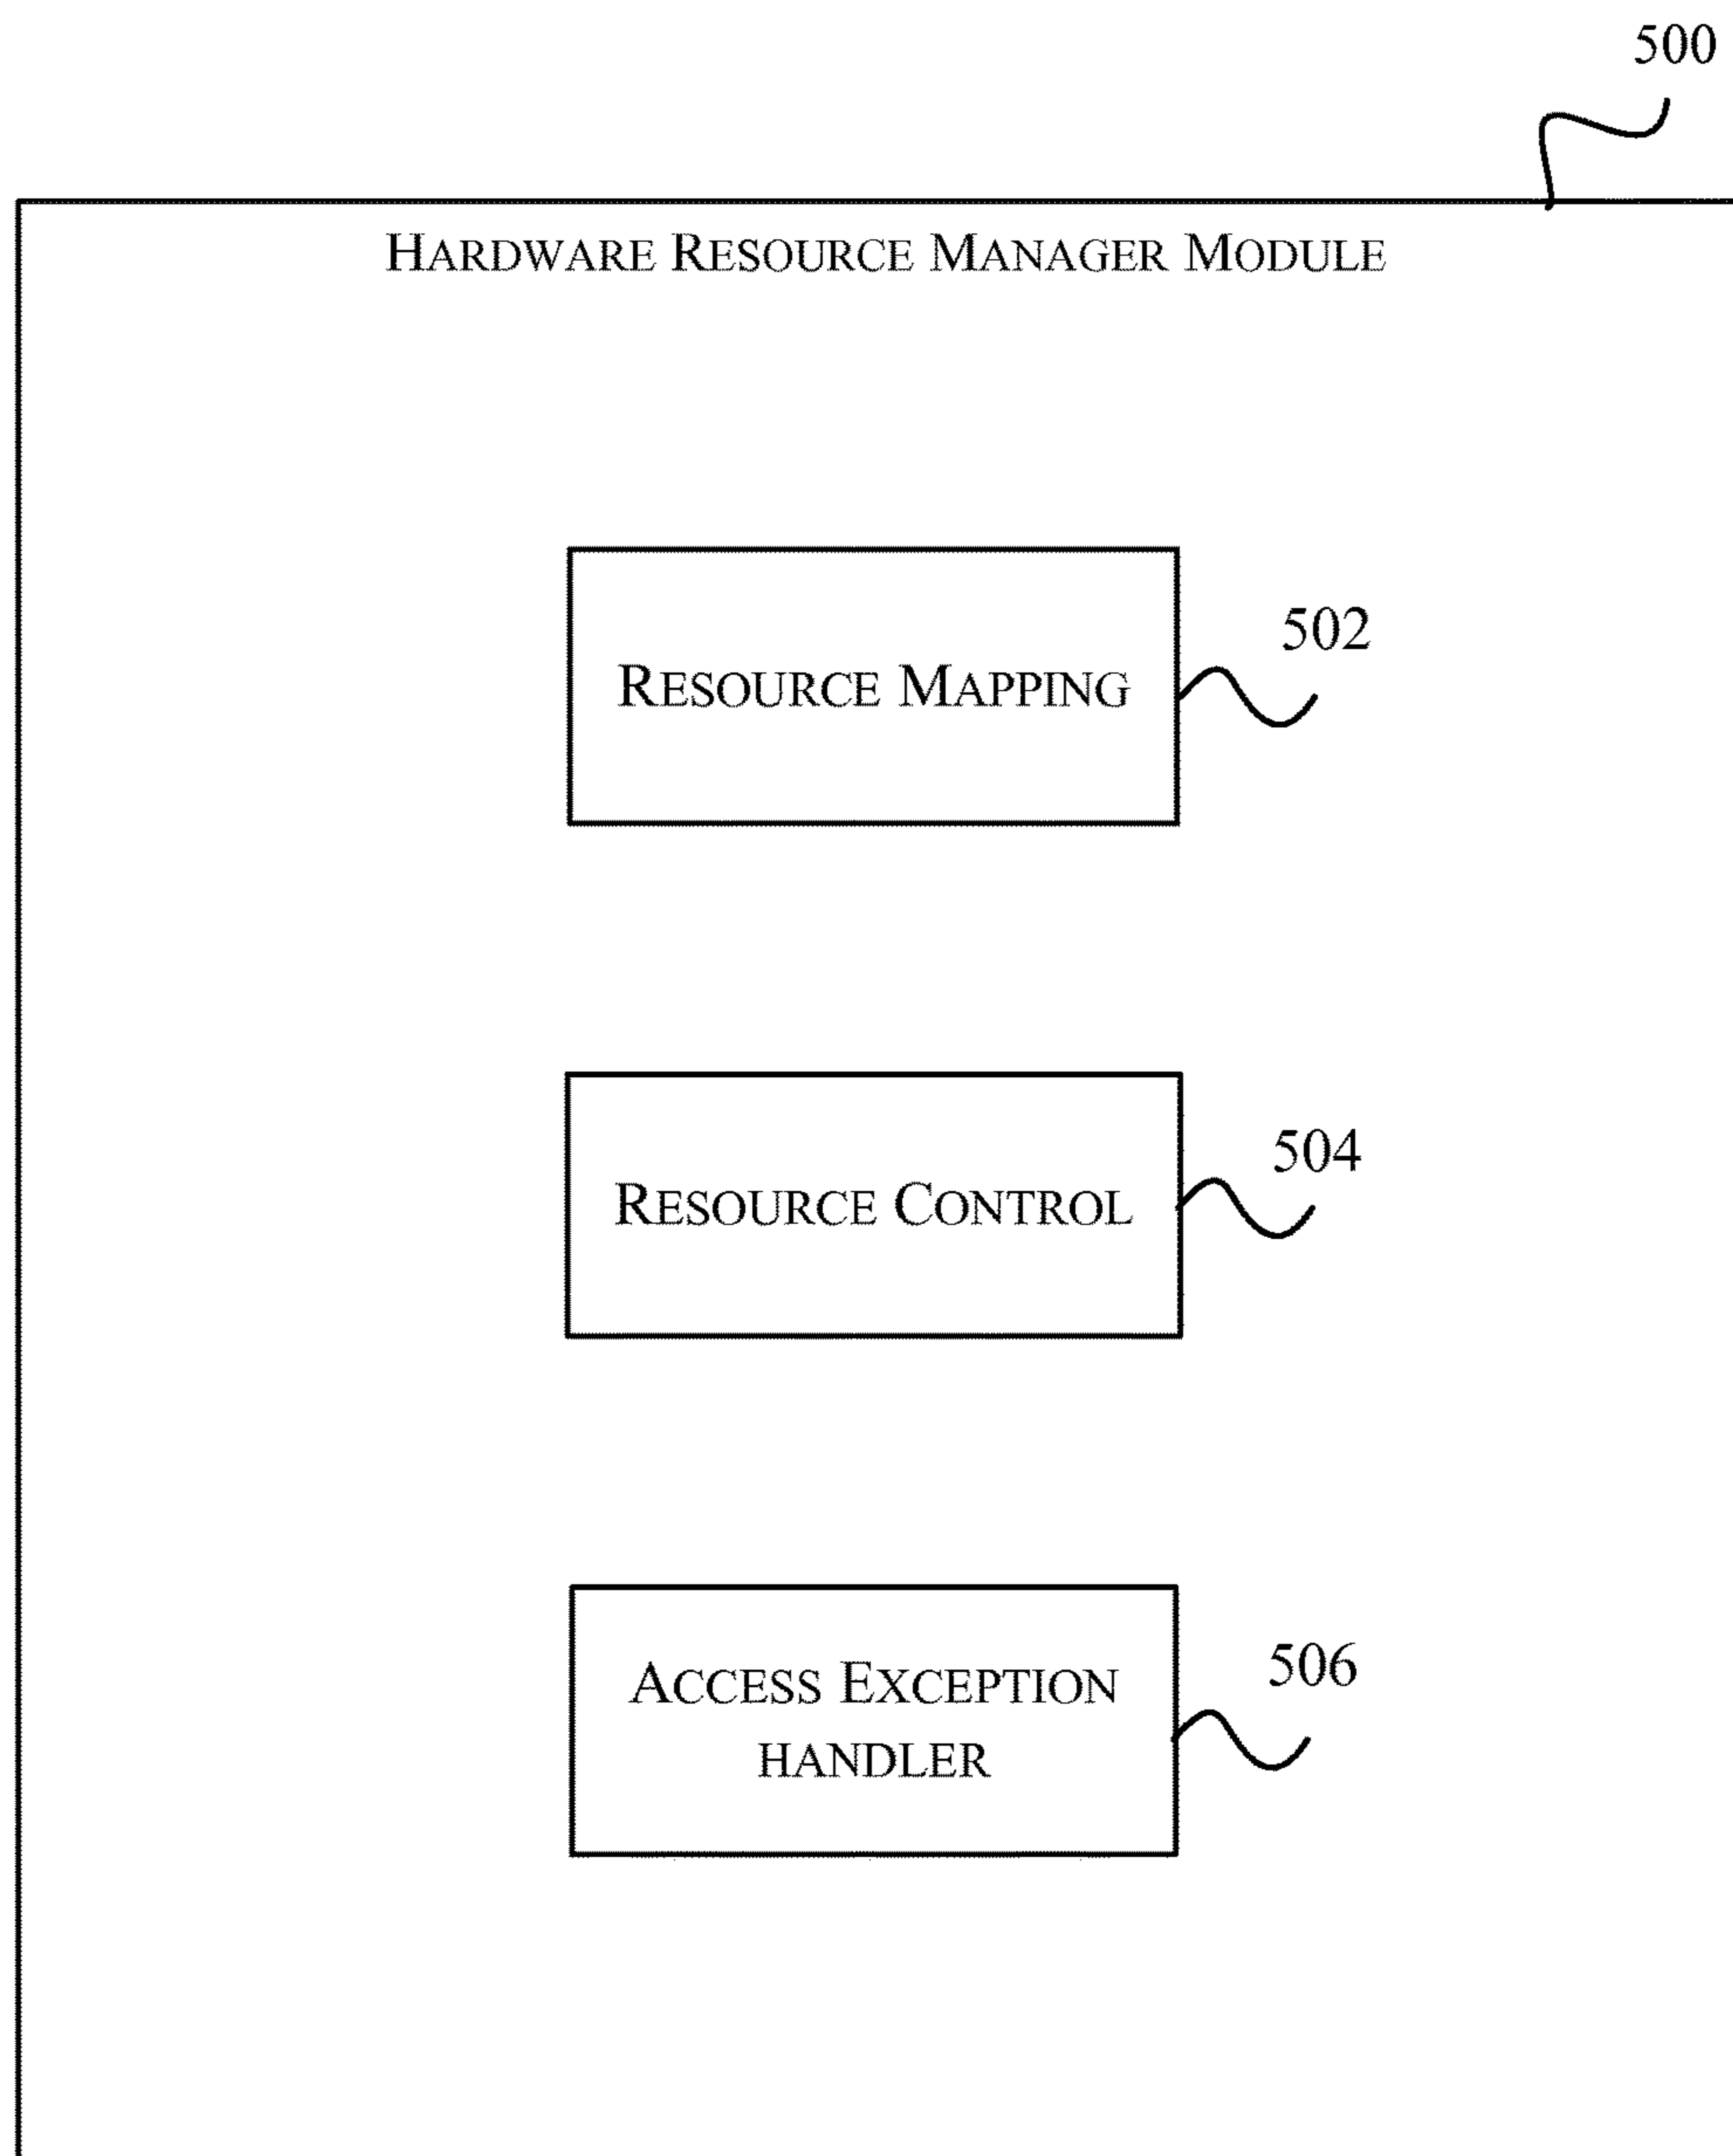 500
HARDWARE RESOURCE MANAGER MODULE
502
RESOURCE MAPPING
504
RESOURCE CONTROL
506
ACCESS EXCEPTION
HANDLER